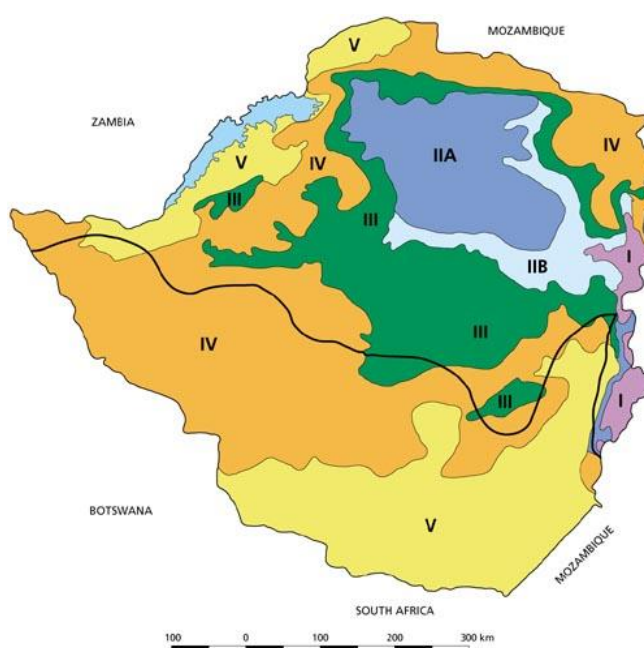 MOZAMBIQUE
V
ZAMBIA
IIA
IV
V
IV
III
III
I
IIB
III
IV
III
I
V
BOTSWANA
MOZAMBIQUE
SOUTH AFRICA
100 0 100 200 300 km